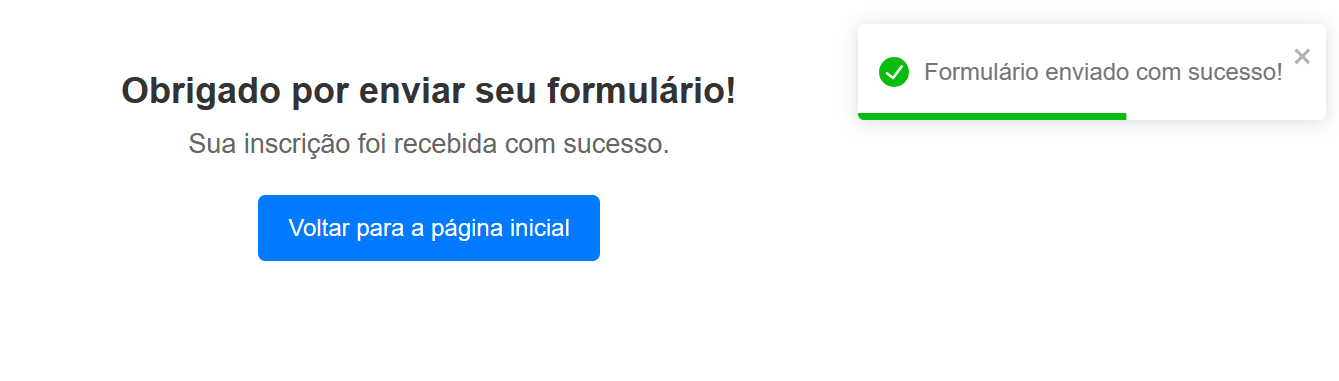 Obrigado por enviar seu formulário!
Sua inscrição foi recebida com sucesso.
Voltar para a página inicial
Formulário enviado com sucesso!